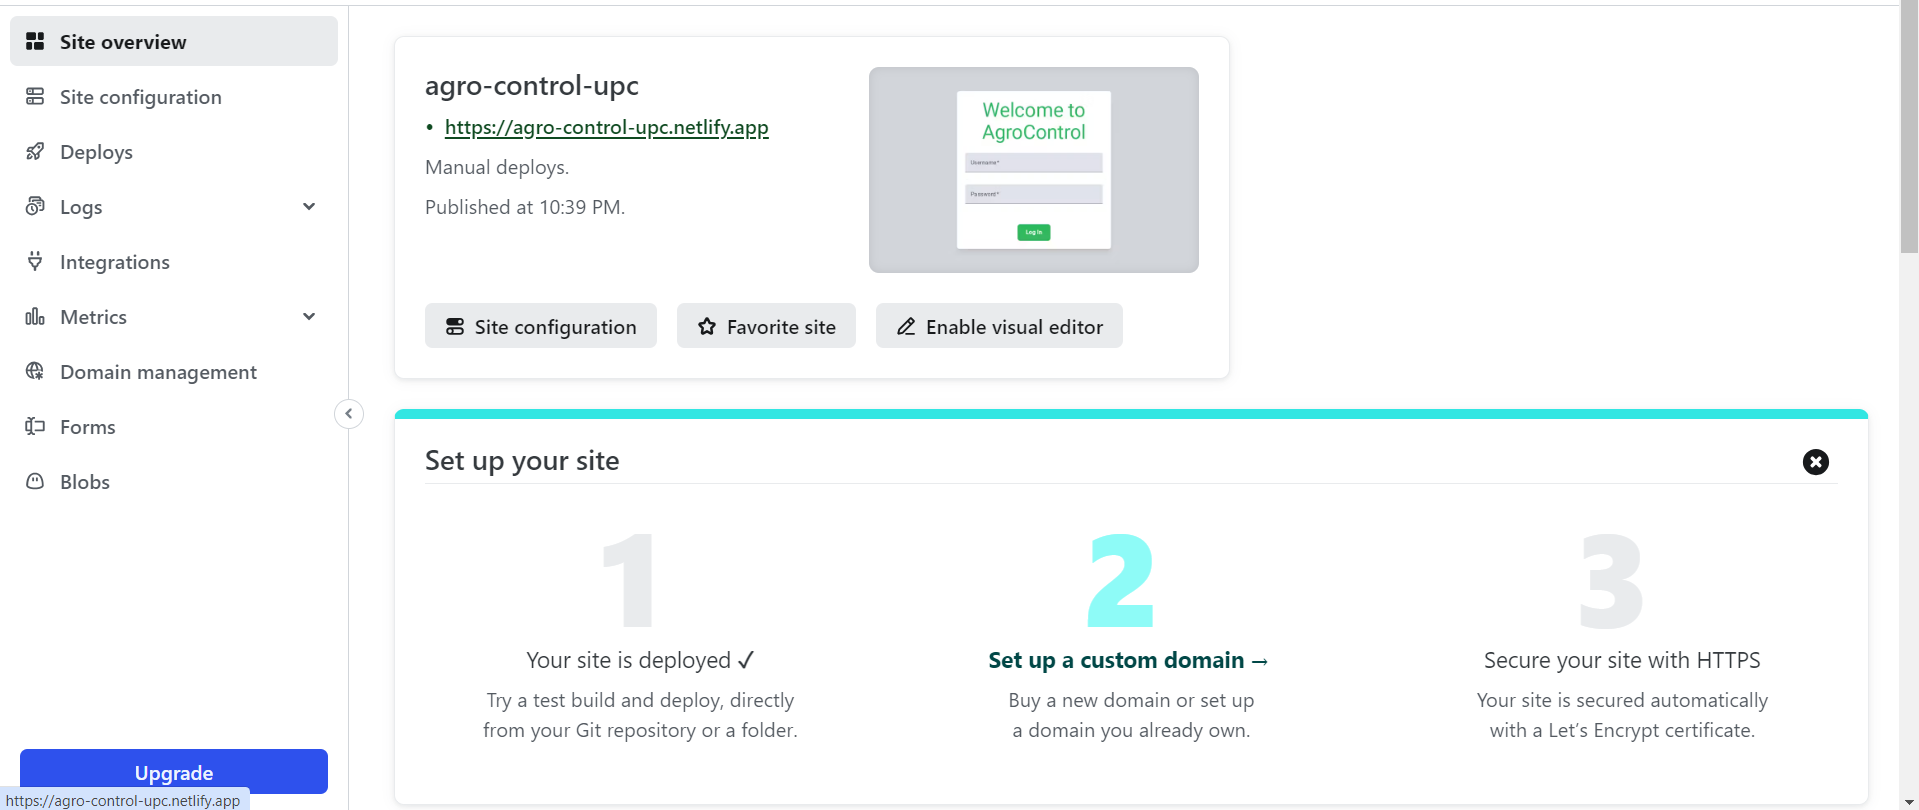 Site overview
Site configuration
Deploys
Logs
Integrations
Metrics
Domain management
Forms
Blobs
Upgrade
https://agro-control-upc.netlify.app
agro-control-upc
• https://agro-control-upc.netlify.app
Manual deploys.
Published at 10:39 PM.
Welcome to
AgroControl
Username*
Password*
Log In
Site configuration
Favorite site
Enable visual editor
Set up your site
1
Your site is deployed ✓
Try a test build and deploy, directly
from your Git repository or a folder.
2
Set up a custom domain →
Buy a new domain or set up
a domain you already own.
3
Secure your site with HTTPS
Your site is secured automatically
with a Let’s Encrypt certificate.